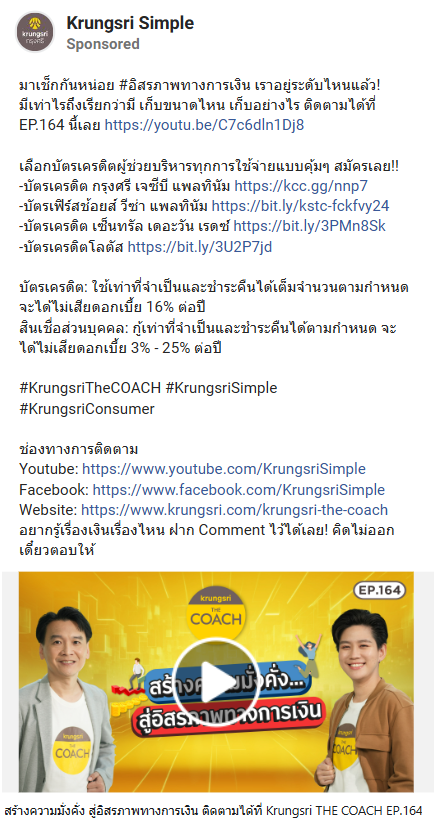 Krungsri Simple
Sponsored
krungsri
กรุงศรี
มาเช็กกันหน่อย #อิสรภาพทางการเงิน เราอยู่ระดับไหนแล้ว!
มีเท่าไรถึงเรียกว่ามี เก็บขนาดไหน เก็บอย่างไร ติดตามได้ที่
EP.164 นี้เลย https://youtu.be/C7c6dln1Dj8
เลือกบัตรเครดิตผู้ช่วยบริหารทุกการใช้จ่ายแบบคุ้มๆ สมัครเลย!!
-บัตรเครดิต กรุงศรี เจซีบี แพลทินัม https://kcc.gg/nnp7
-บัตรเฟิร์สช้อยส์ วีซ่า แพลทินัม https://bit.ly/kstc-fckfvy24
-บัตรเครดิต เซ็นทรัล เดอะวัน เรดซ์ https://bit.ly/3PMn8Sk
-บัตรเครดิตโลตัส https://bit.ly/3U2P7jd
บัตรเครดิต: ใช้เท่าที่จำเป็นและชำระคืนได้เต็มจำนวนตามกำหนด
จะได้ไม่เสียดอกเบี้ย 16% ต่อปี
สินเชื่อส่วนบุคคล: กู้เท่าที่จำเป็นและชำระคืนได้ตามกำหนด จะ
ได้ไม่เสียดอกเบี้ย 3% - 25% ต่อปี
#KrungsriTheCOACH #KrungsriSimple
#KrungsriConsumer
ช่องทางการติดตาม
Youtube: https://www.youtube.com/KrungsriSimple
Facebook: https://www.facebook.com/KrungsriSimple
Website: https://www.krungsri.com/krungsri-the-coach
อยากรู้เรื่องเงินเรื่องไหน ฝาก Comment ไว้ได้เลย! คิดไม่ออก
เดี๋ยวตอบให้
EP.164
krungsri
THE
COACH
สร้างความมั่งคั่ง...
สู่อิสรภาพทางการเงิน
THE
COACH
THE
COACH
สร้างความมั่งคั่ง สู่อิสรภาพทางการเงิน ติดตามได้ที่ Krungsri THE COACH EP.164